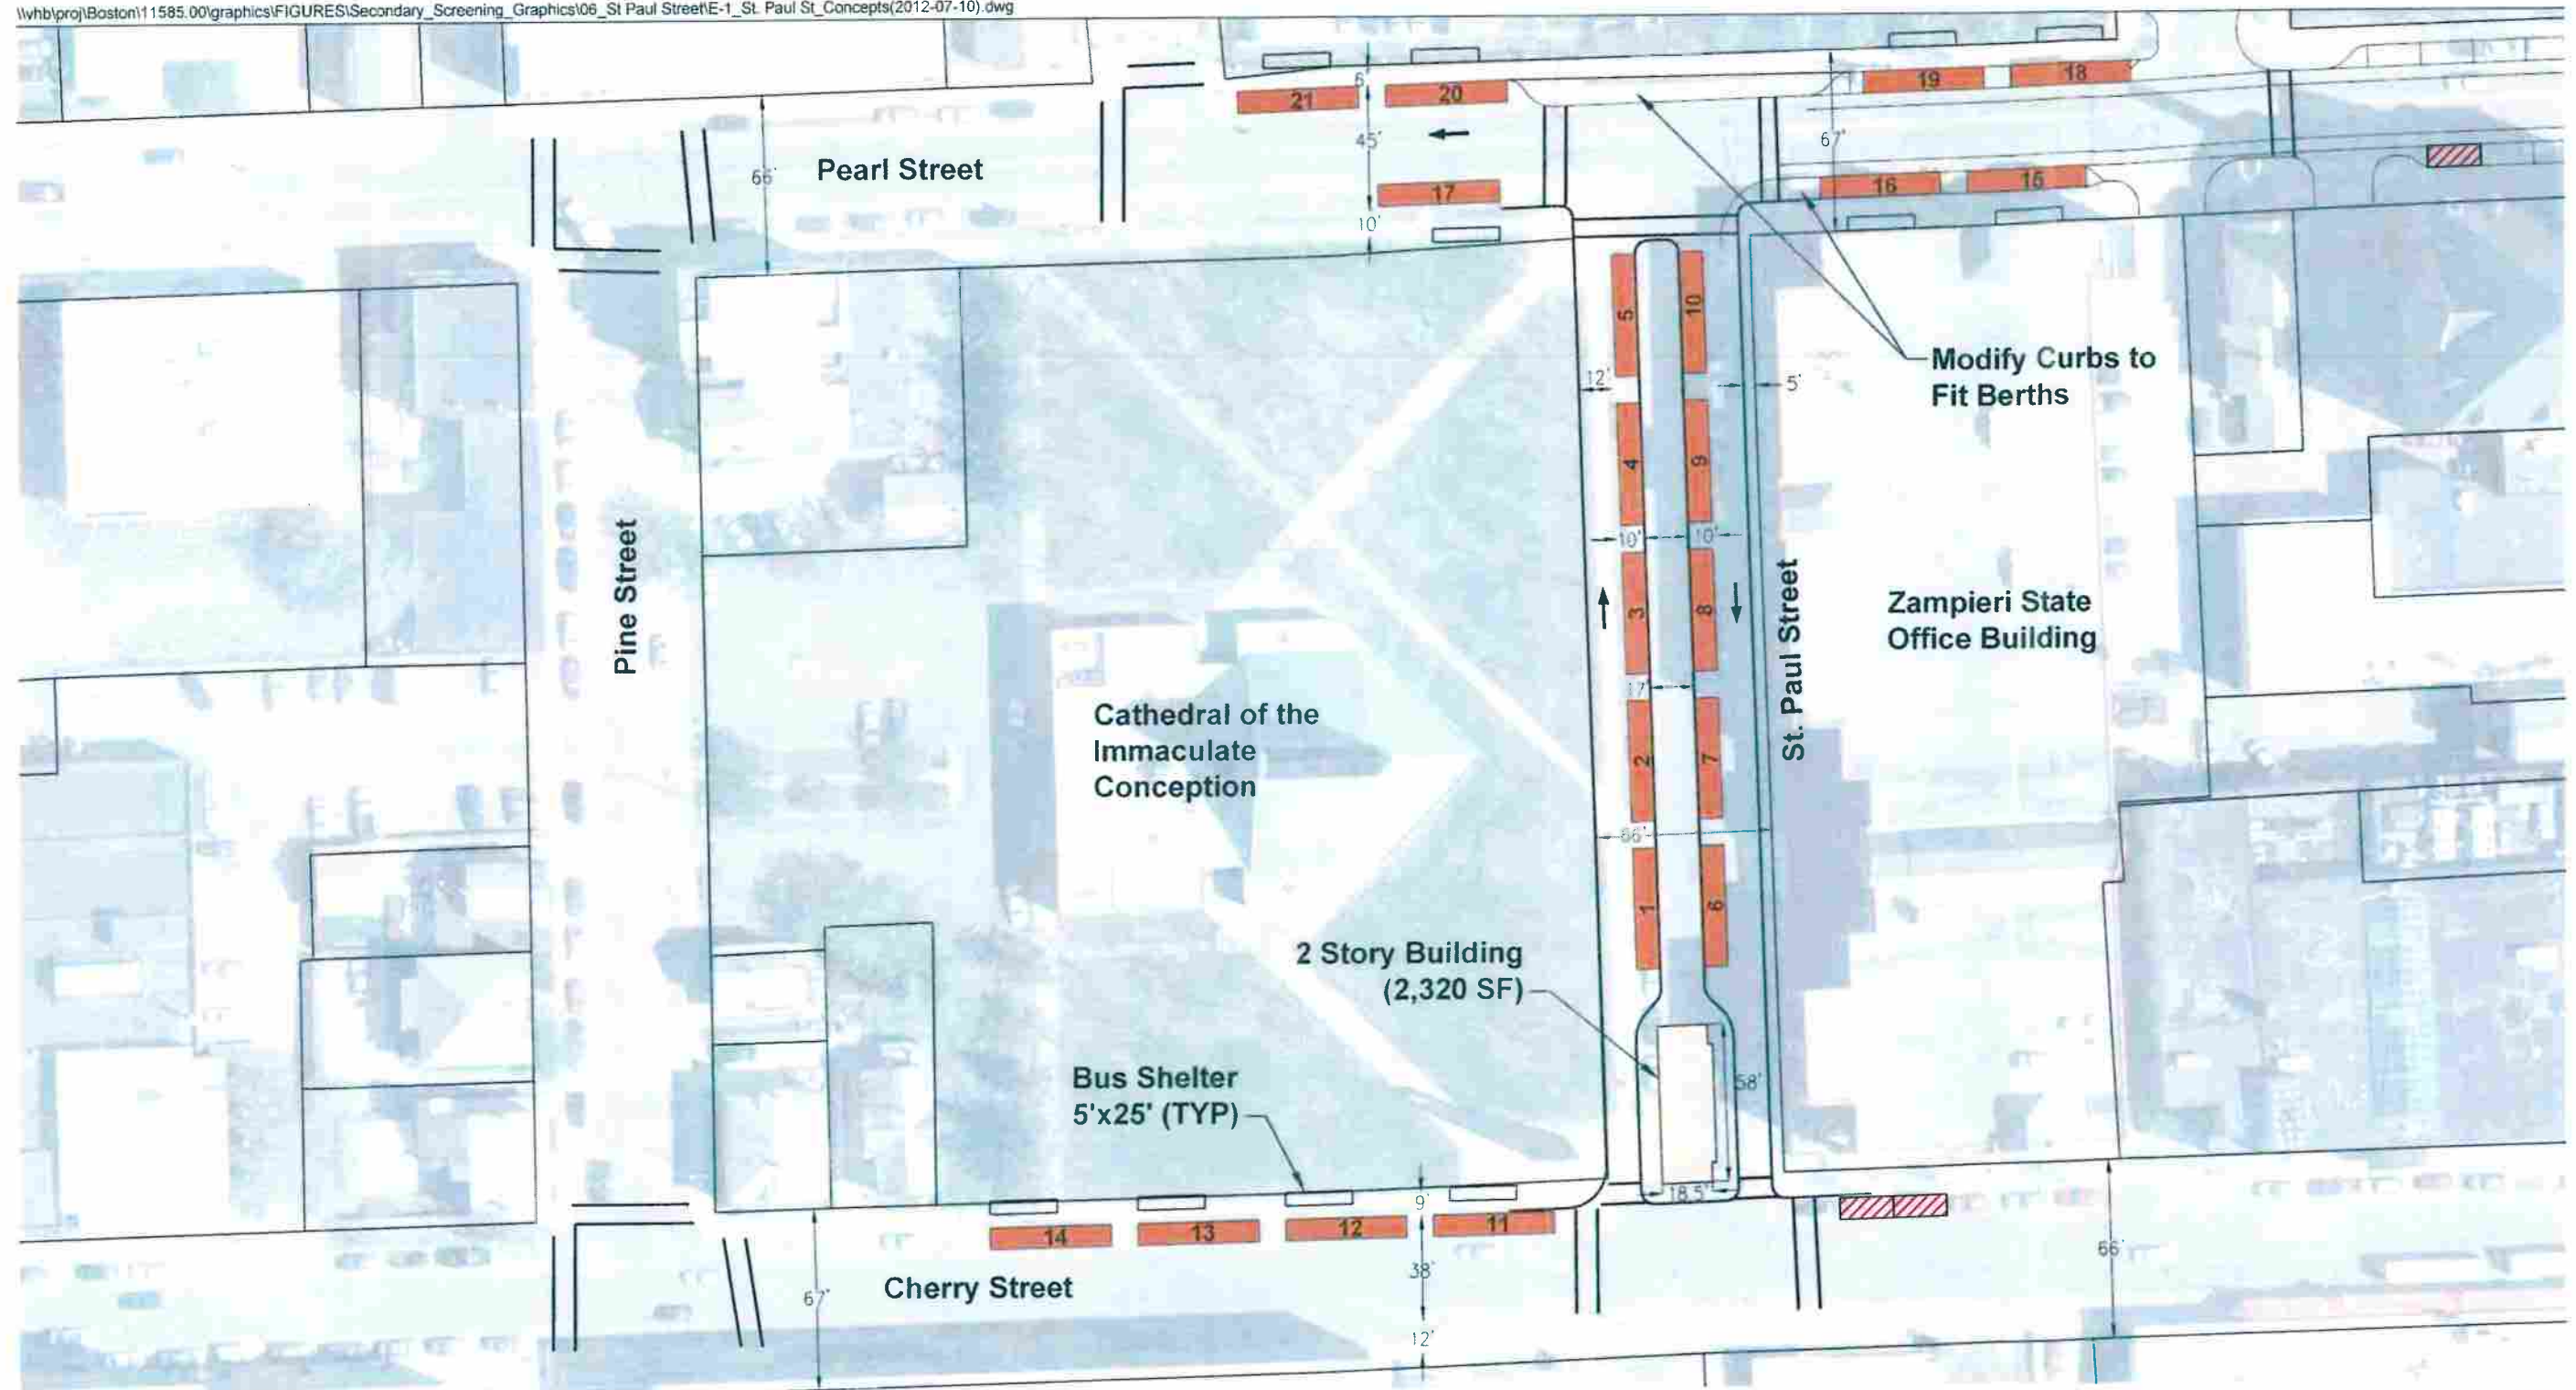 \\vhb\proj\Boston\11585.00\graphics\FIGURES\Secondary_Screening_Graphics\06_St Paul Street\E-1_St. Paul St_Concepts(2012-07-10).dwg
6'
21
20
19
18
45'
67'
66'
Pearl Street
17
16
15
10'
5
10
12'
5'
Modify Curbs to
Fit Berths
4
9
10'
10'
Pine Street
3
8
St. Paul Street
Zampieri State
Office Building
17'
Cathedral of the
Immaculate
Conception
2
7
66'
1
6
2 Story Building
(2,320 SF)
Bus Shelter
5'x25' (TYP)
58'
18.5'
9'
14
13
12
11
38'
66'
Cherry Street
67'
12'